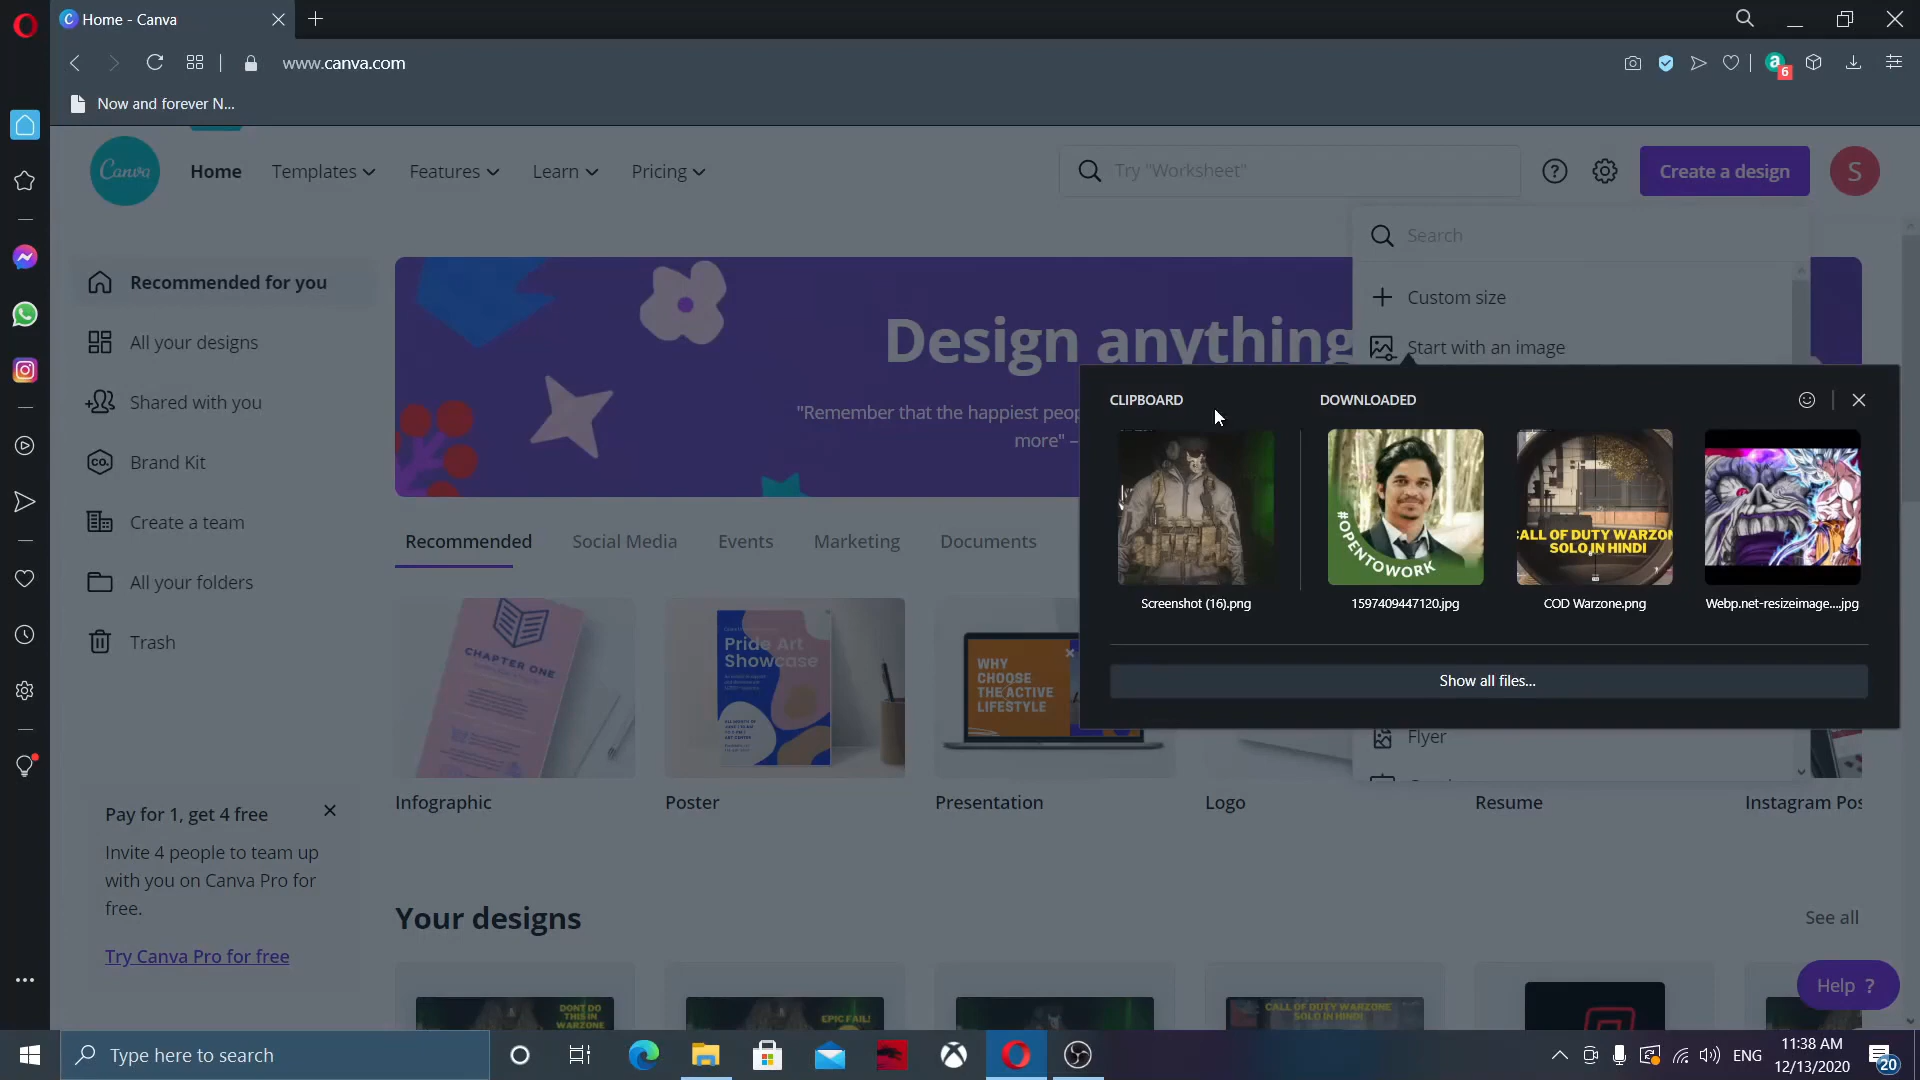 Home - Canva
www.canva.com
a
6
Now and forever N...
Canva
Home
Templates
Features
Learn
Pricing
Try "Worksheet"
Create a design
S
Search
Recommended for you
All your designs
Shared with you
CO.
Brand Kit
Create a team
All your folders
Trash
Custom size
Start with an image
Design anything
"Remember that the happiest peop
more" –
CLIPBOARD
DOWNLOADED
#OPENTOWORK
CALL OF DUTY WARZON
SOLO IN HINDI
Screenshot (16).png
1597409447120.jpg
COD Warzone.png
Webp.net-resizeimage....jpg
Show all files...
Flyer
Recommended
Social Media
Events
Marketing
Documents
CHAPTER ONE
Pride Art
Showcase
WHY
CHOOSE
THE ACTIVE
LIFESTYLE
Infographic
Poster
Presentation
Logo
Resume
Instagram Pos
Pay for 1, get 4 free
Invite 4 people to team up
with you on Canva Pro for
free.
Try Canva Pro for free
Your designs
See all
DONT DO
THIS IN
WARZONE
EPIC FAIL!
CALL OF DUTY WARZONE
SOLO IN HINDI
Help ?
Type here to search
ENG
11:38 AM
12/13/2020
20